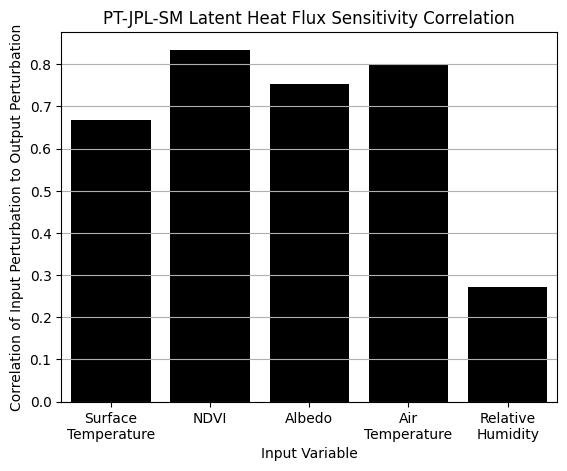 PT-JPL-SM Latent Heat Flux Sensitivity Correlation
Correlation of Input Perturbation to Output Perturbation
0.8
0.7
0.6
0.5
0.4
0.3
0.2
0.1
0.0
Surface
Temperature
NDVI
Albedo
Air
Temperature
Relative
Humidity
Input Variable